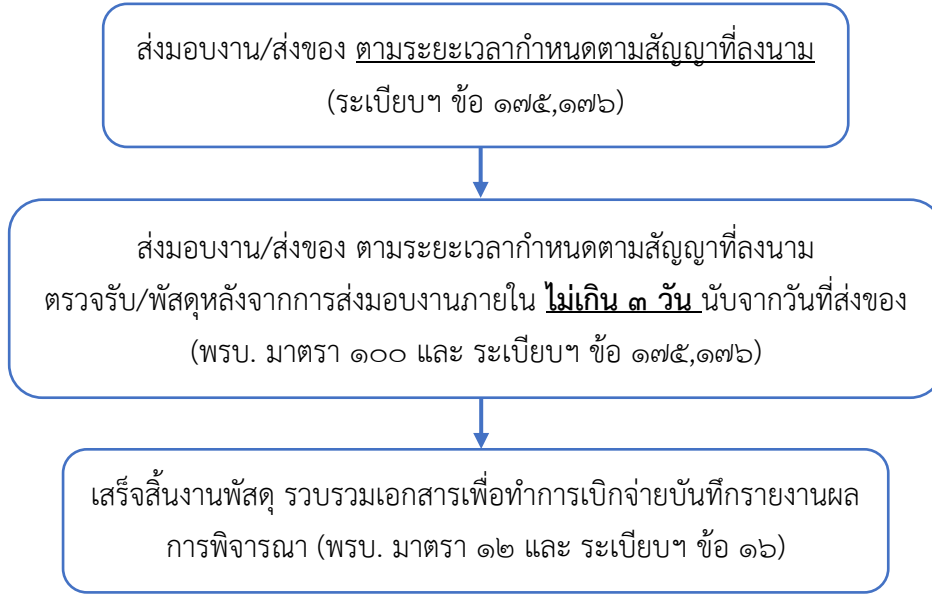 ส่งมอบงาน/ส่งของ ตามระยะเวลากำหนดตามสัญญาที่ลงนาม
(ระเบียบฯ ข้อ ๑๗๕,๑๗๖)
ส่งมอบงาน/ส่งของ ตามระยะเวลากำหนดตามสัญญาที่ลงนาม
ตรวจรับ/พัสดุหลังจากการส่งมอบงานภายใน ไม่เกิน ๓ วัน นับจากวันที่ส่งของ
(พรบ. มาตรา ๑๐๐ และ ระเบียบฯ ข้อ ๑๗๕,๑๗๖)
เสร็จสิ้นงานพัสดุ รวบรวมเอกสารเพื่อทำการเบิกจ่ายบันทึกรายงานผล
การพิจารณา (พรบ. มาตรา ๑๒ และ ระเบียบฯ ข้อ ๑๖)